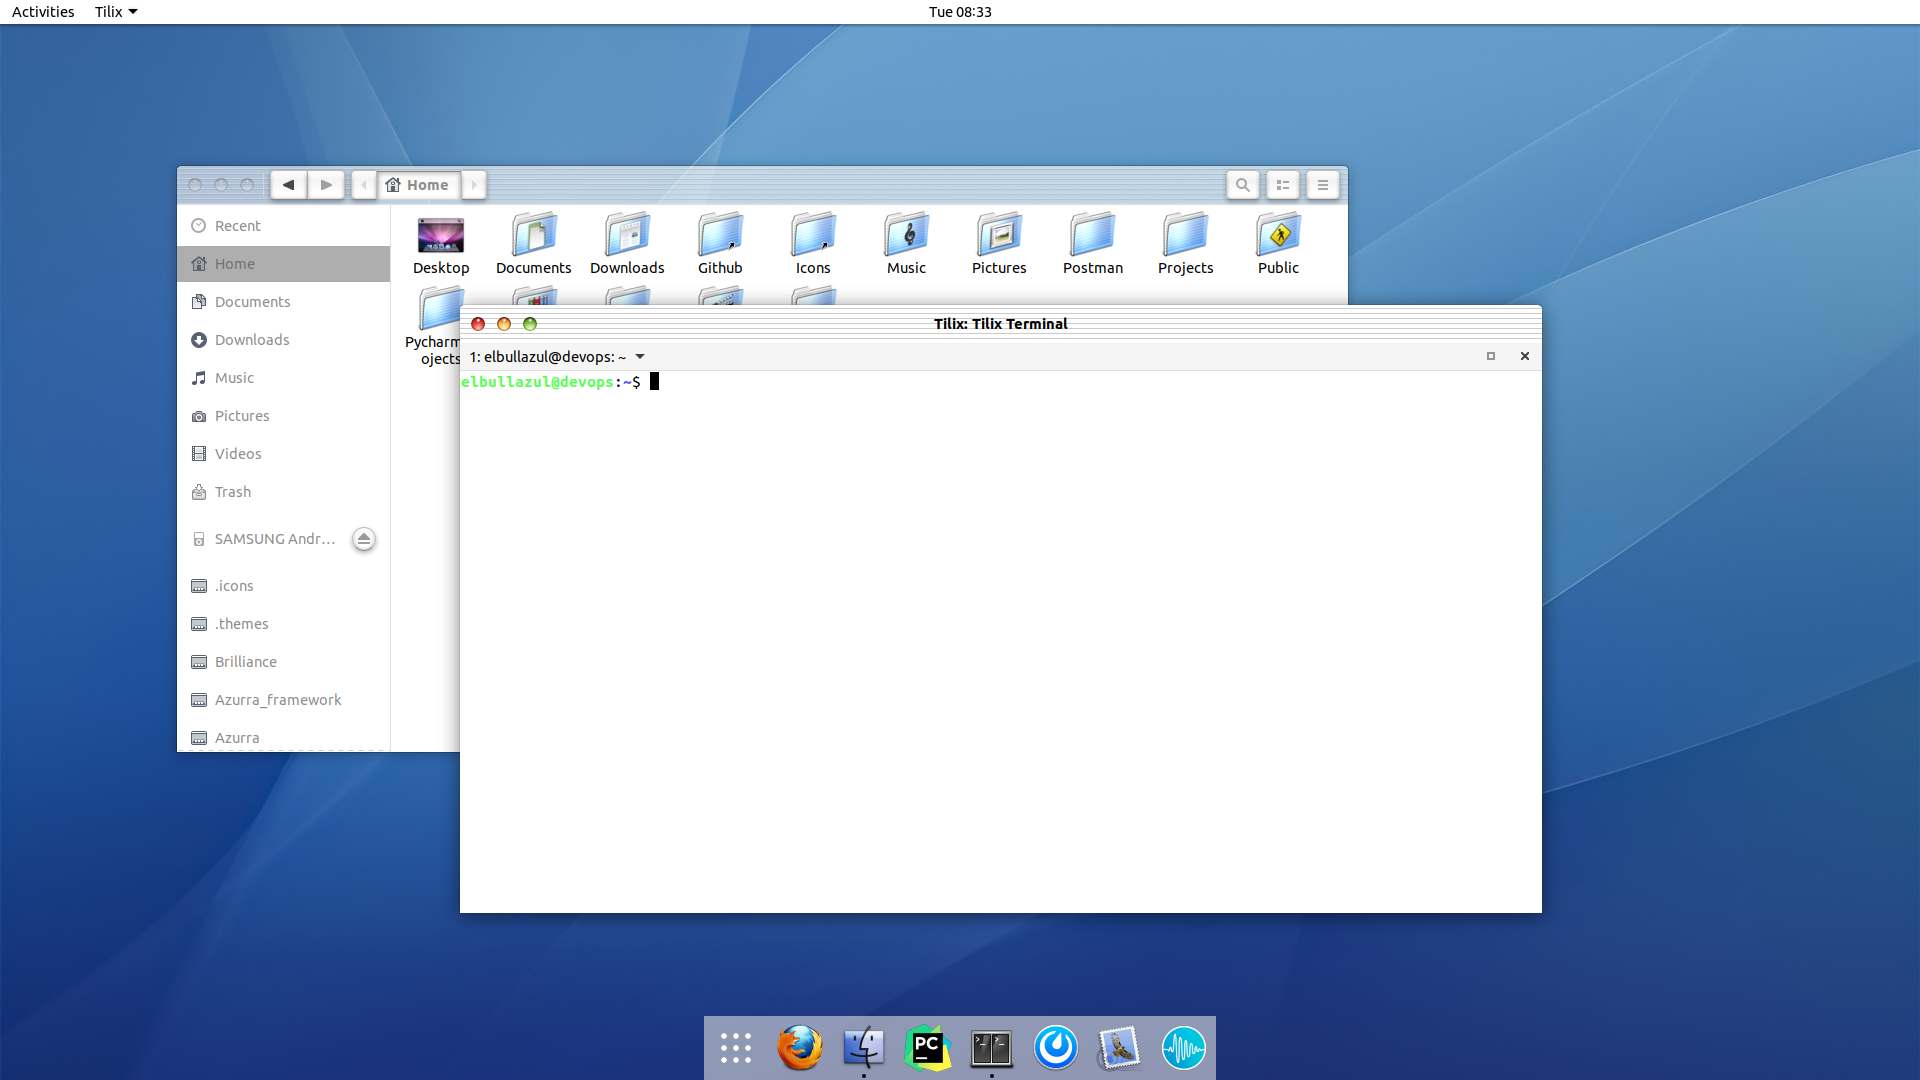 Activities Tilix Tue 08:33
Home
Recent
Home
Documents
Downloads
Music
Pictures
Videos
Trash
SAMSUNG Andr...
.icons
.themes
Brilliance
Azurra_framework
Azurra
Desktop Documents Downloads Github Icons Music Pictures Postman Projects Public
Pycharm
ojects
Tilix: Tilix Terminal
1: elbullazul@devops: ~
elbullazul@devops:~$
PC